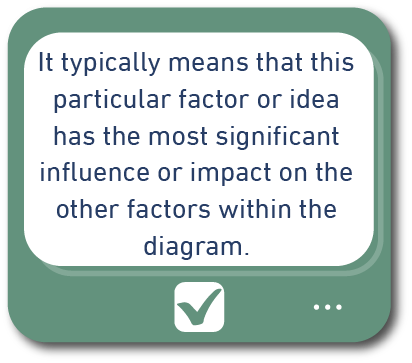 It typically means that this
particular factor or idea
has the most significant
influence or impact on the
other factors within the
diagram.